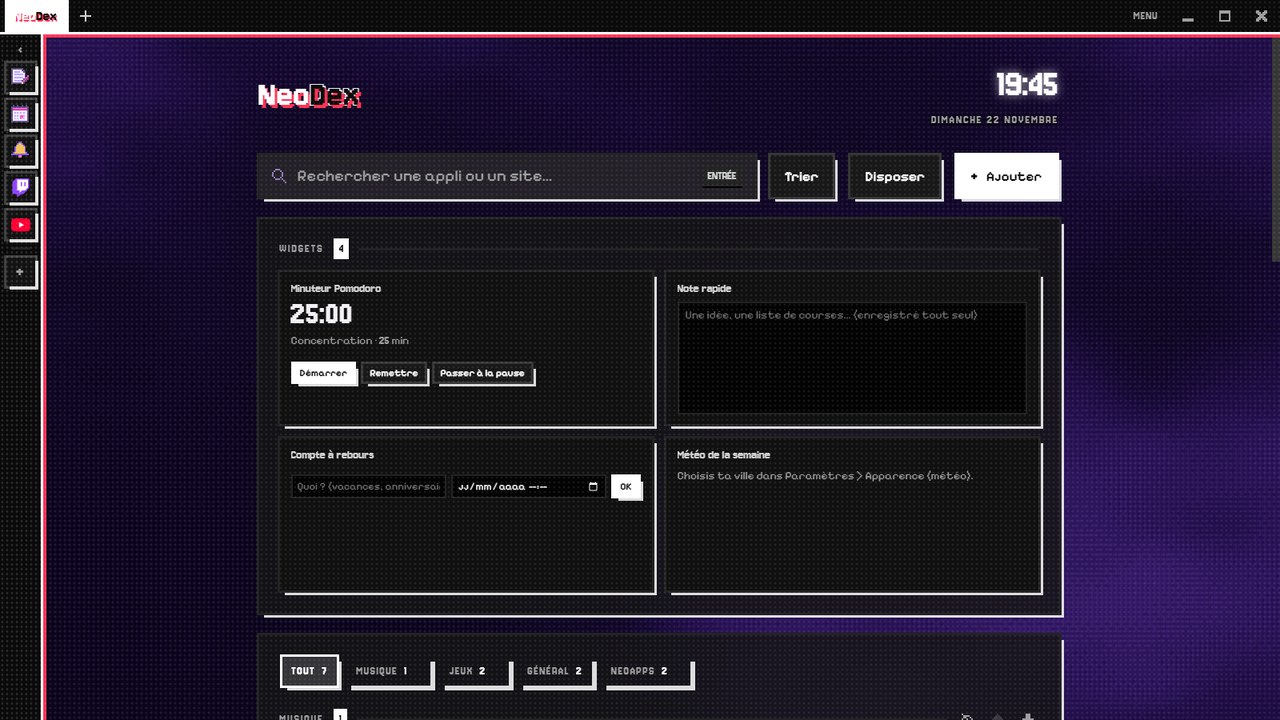 NeoDex
MENU
NeoDex
19:45
DIMANCHE 22 NOVEMBRE
Rechercher une appli ou un site...
ENTRÉE
Trier
Disposer
+ Ajouter
WIDGETS 4
Minuteur Pomodoro
25:00
Concentration · 25 min
Démarrer
Remettre
Passer à la pause
Note rapide
Une idée, une liste de courses... (enregistré tout seul)
Compte à rebours
Quoi ? (vacances, anniversai
jj/mm/aaaa --:--
OK
Météo de la semaine
Choisis ta ville dans Paramètres > Apparence (météo).
TOUT 7
MUSIQUE 1
JEUX 2
GÉNÉRAL 2
NEOAPPS 2
MUSIQUE 1